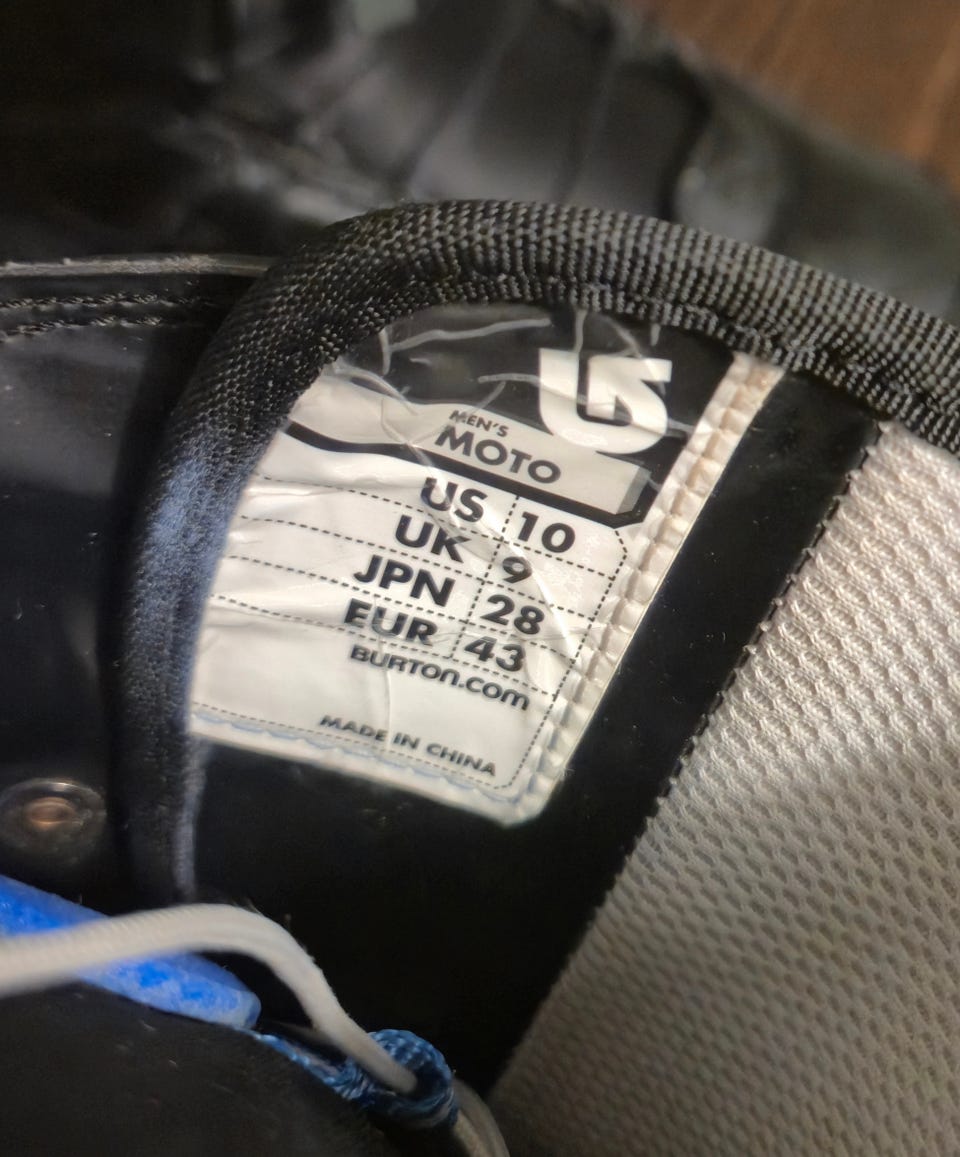 MEN'S
MOTO
US 10
UK 9
JPN 28
EUR 43
BURTON.COM
MADE IN CHINA